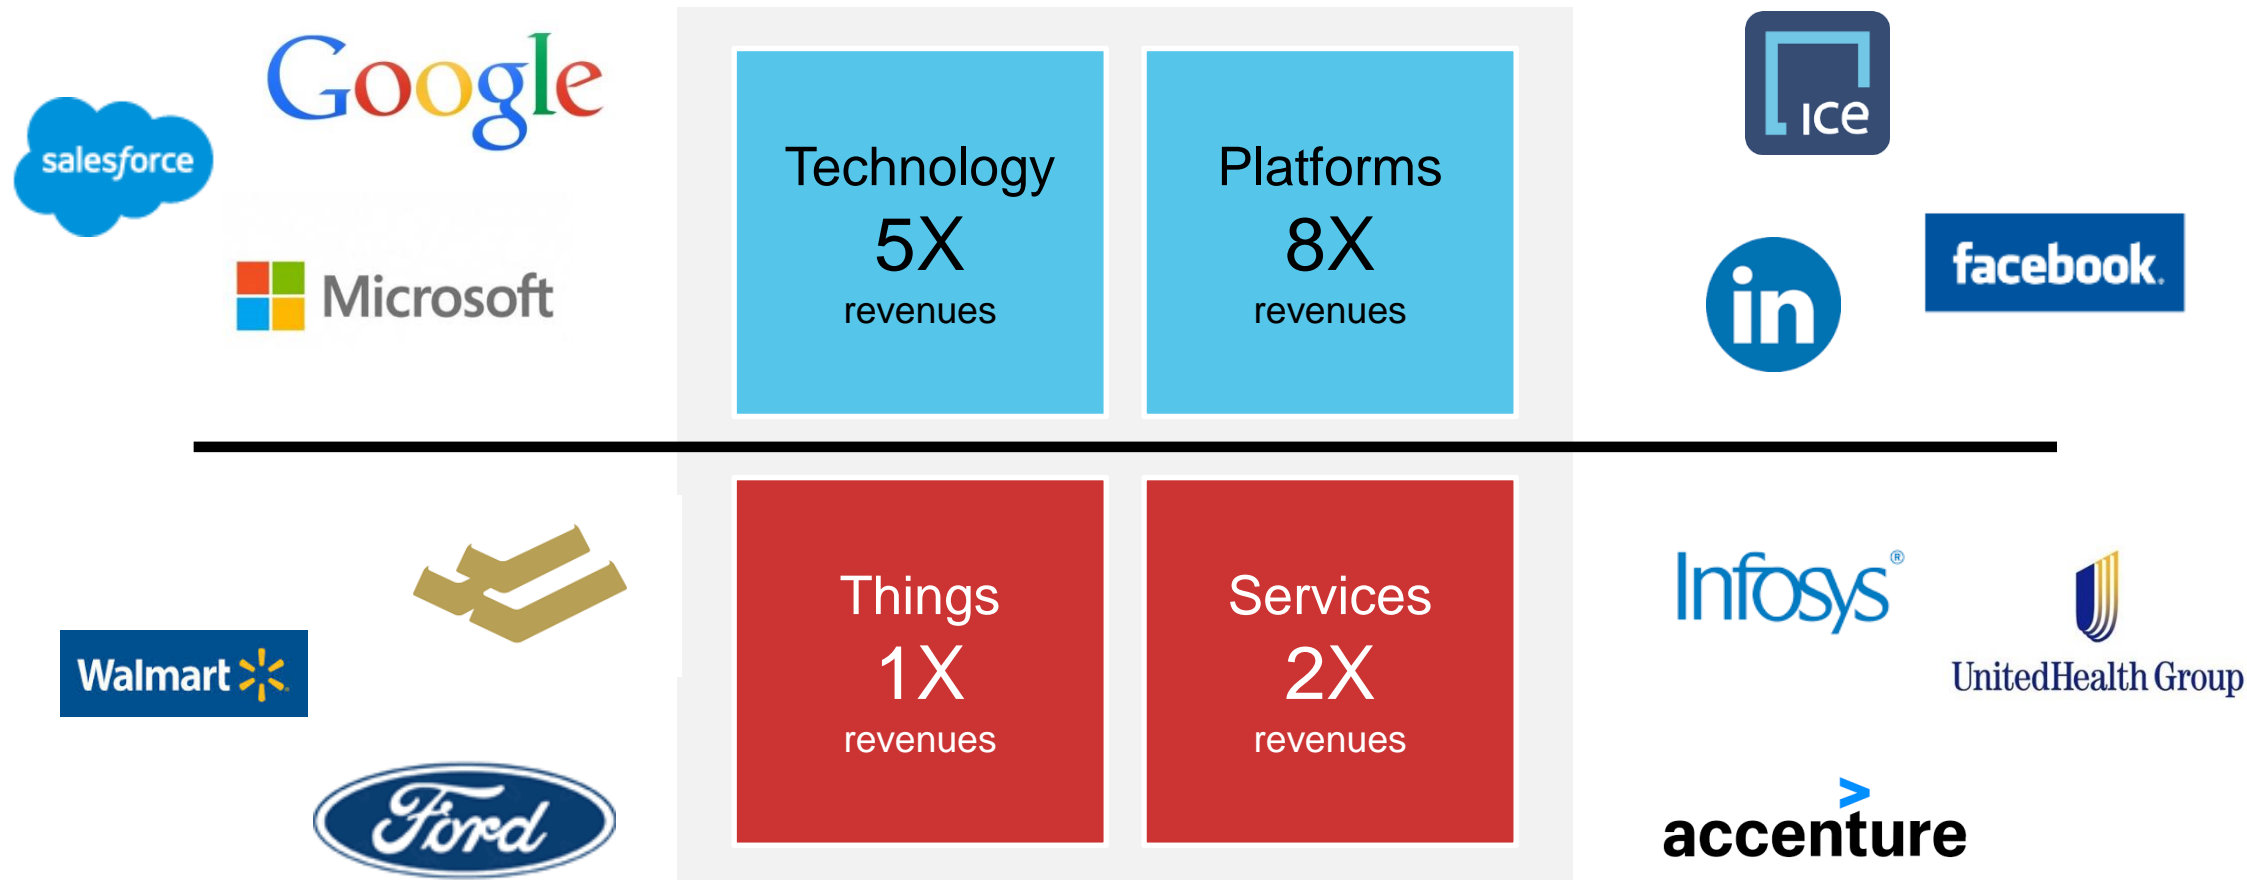 Google
salesforce
Microsoft
Technology
5X
revenues
Platforms
8X
revenues
ICE
in
facebook.
Walmart
Ford
Things
1X
revenues
Services
2X
revenues
Infosys®
UnitedHealth Group
>
accenture